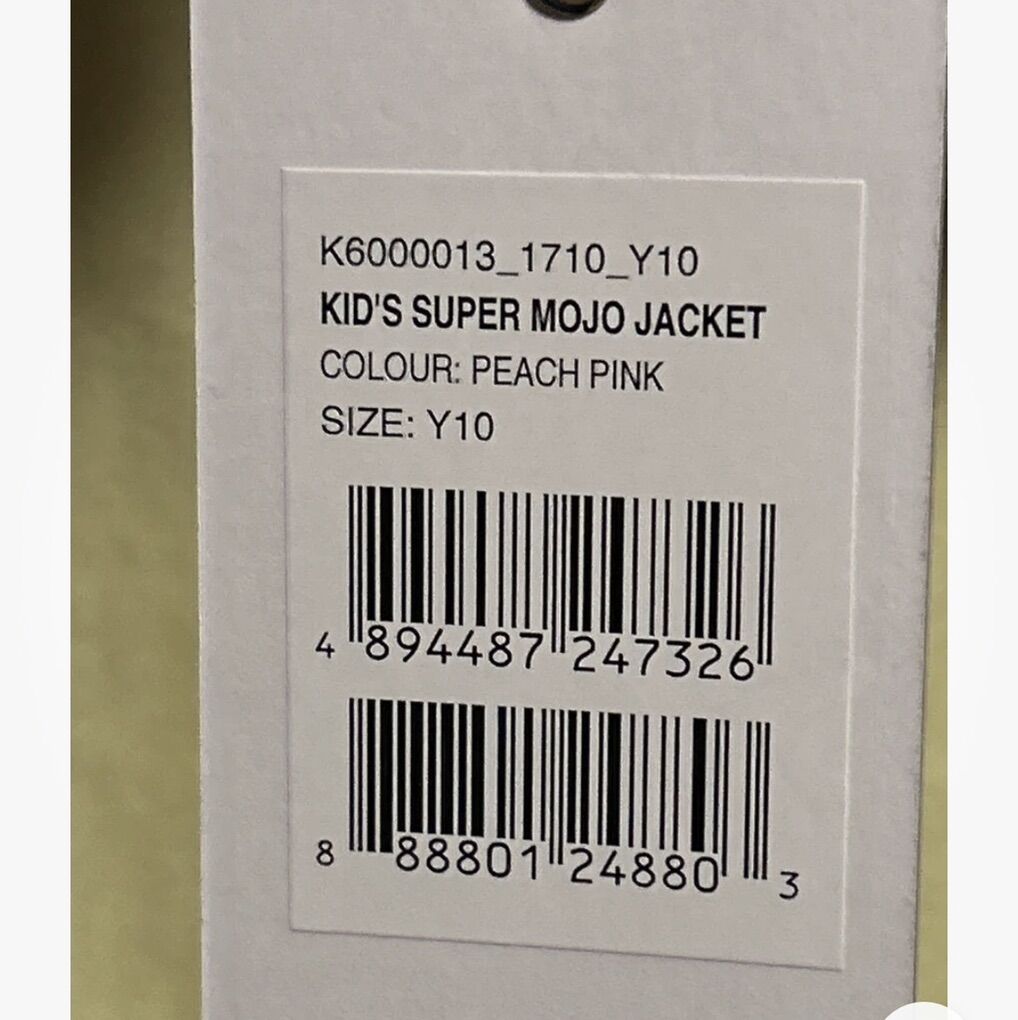 K6000013_1710_Y10
KID'S SUPER MOJO JACKET
COLOUR: PEACH PINK
SIZE: Y10
4 894487 247326
8 88801 24880 3